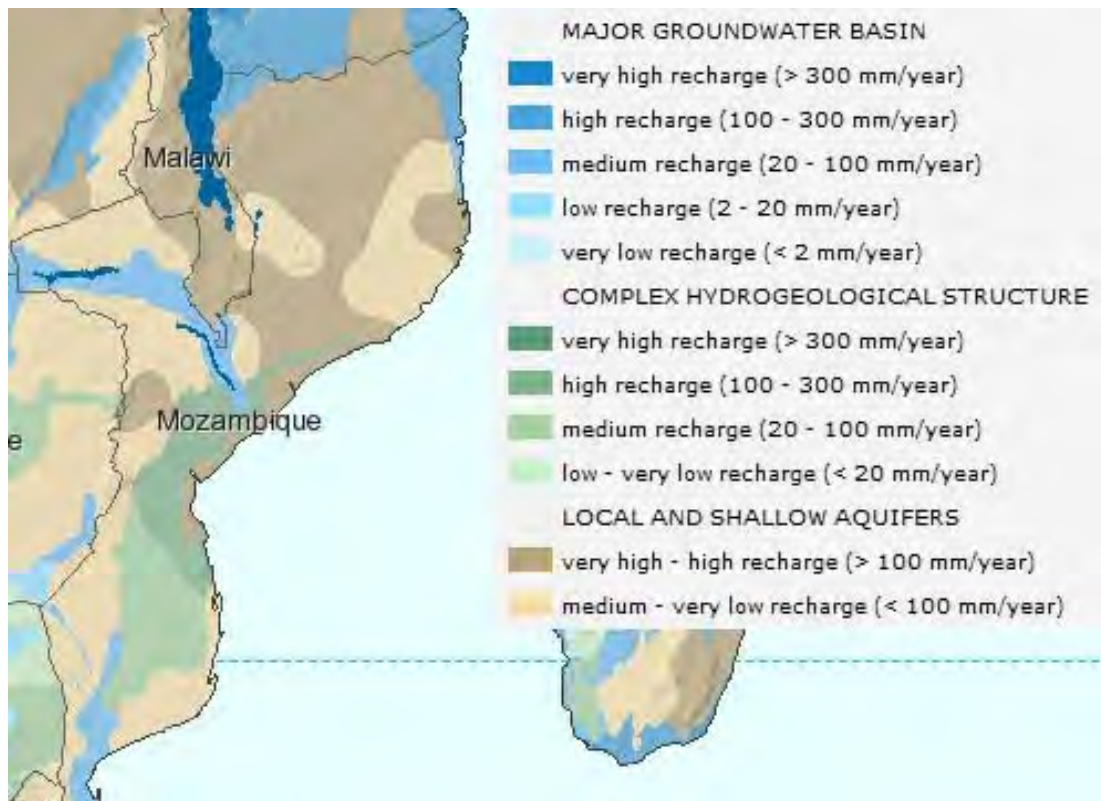 MAJOR GROUNDWATER BASIN
very high recharge (> 300 mm/year)
high recharge (100 - 300 mm/year)
medium recharge (20 - 100 mm/year)
low recharge (2 - 20 mm/year)
very low recharge (< 2 mm/year)
COMPLEX HYDROGEOLOGICAL STRUCTURE
very high recharge (> 300 mm/year)
high recharge (100 - 300 mm/year)
medium recharge (20 - 100 mm/year)
low - very low recharge (< 20 mm/year)
LOCAL AND SHALLOW AQUIFERS
very high - high recharge (> 100 mm/year)
medium - very low recharge (< 100 mm/year)
Malawi
Mozambique
e